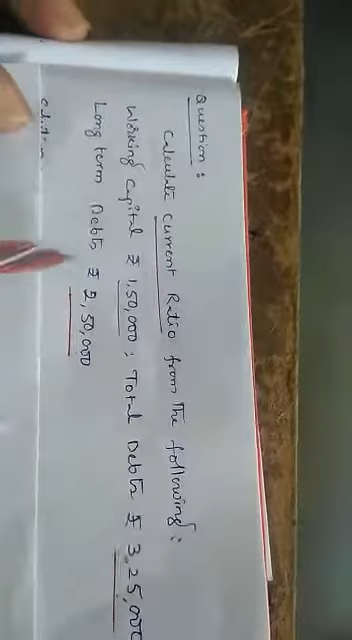 Question:
Calculate Current Ratio from the following:
Working Capital ₹ 1,50,000; Total Debts ₹ 3,25,000
Long term Debts ₹ 2,50,000